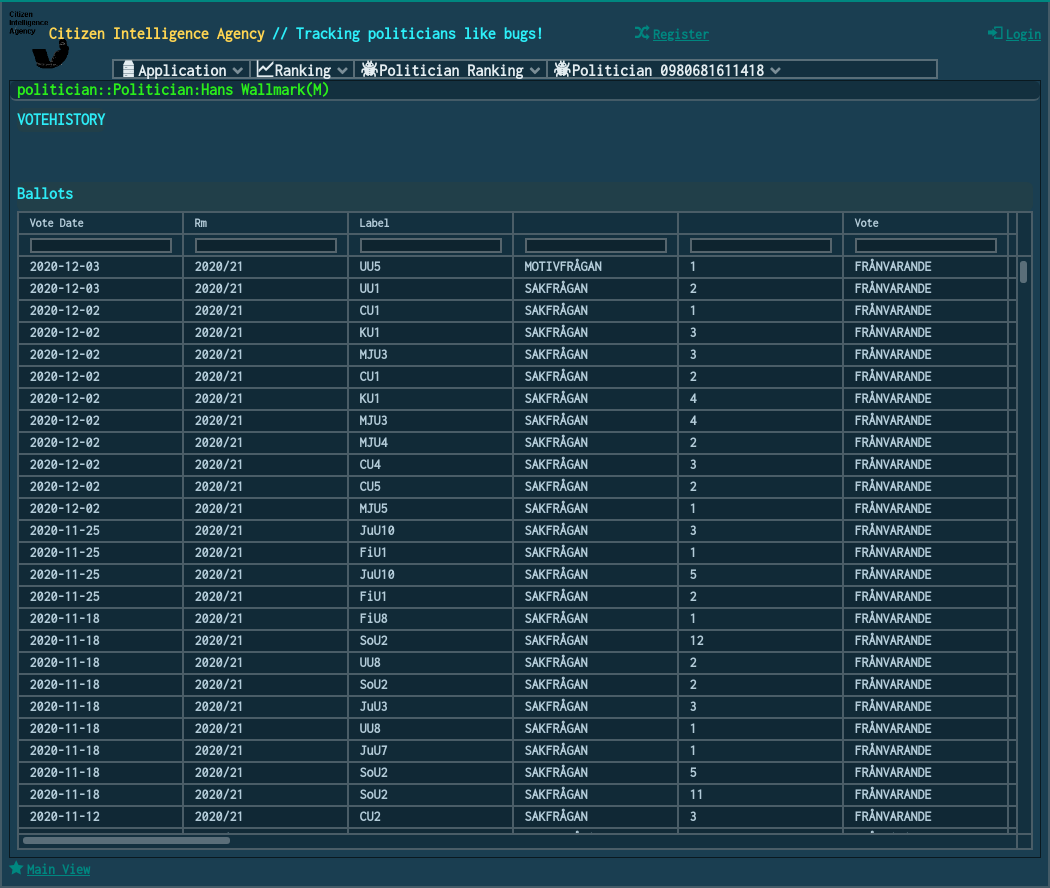 Citizen
Intelligence
Agency
Citizen Intelligence Agency // Tracking politicians like bugs!
Register
Login
Application Ranking Politician Ranking Politician 0980681611418
politician::Politician:Hans Wallmark(M)
VOTEHISTORY
Ballots
Vote Date Rm Label Vote
2020-12-03 2020/21 UU5 MOTIVFRÅGAN 1 FRÅNVARANDE
2020-12-03 2020/21 UU1 SAKFRÅGAN 2 FRÅNVARANDE
2020-12-02 2020/21 CU1 SAKFRÅGAN 1 FRÅNVARANDE
2020-12-02 2020/21 KU1 SAKFRÅGAN 3 FRÅNVARANDE
2020-12-02 2020/21 MJU3 SAKFRÅGAN 3 FRÅNVARANDE
2020-12-02 2020/21 CU1 SAKFRÅGAN 2 FRÅNVARANDE
2020-12-02 2020/21 KU1 SAKFRÅGAN 4 FRÅNVARANDE
2020-12-02 2020/21 MJU3 SAKFRÅGAN 4 FRÅNVARANDE
2020-12-02 2020/21 MJU4 SAKFRÅGAN 2 FRÅNVARANDE
2020-12-02 2020/21 CU4 SAKFRÅGAN 3 FRÅNVARANDE
2020-12-02 2020/21 CU5 SAKFRÅGAN 2 FRÅNVARANDE
2020-12-02 2020/21 MJU5 SAKFRÅGAN 1 FRÅNVARANDE
2020-11-25 2020/21 JuU10 SAKFRÅGAN 3 FRÅNVARANDE
2020-11-25 2020/21 FiU1 SAKFRÅGAN 1 FRÅNVARANDE
2020-11-25 2020/21 JuU10 SAKFRÅGAN 5 FRÅNVARANDE
2020-11-25 2020/21 FiU1 SAKFRÅGAN 2 FRÅNVARANDE
2020-11-18 2020/21 FiU8 SAKFRÅGAN 1 FRÅNVARANDE
2020-11-18 2020/21 SoU2 SAKFRÅGAN 12 FRÅNVARANDE
2020-11-18 2020/21 UU8 SAKFRÅGAN 2 FRÅNVARANDE
2020-11-18 2020/21 SoU2 SAKFRÅGAN 2 FRÅNVARANDE
2020-11-18 2020/21 JuU3 SAKFRÅGAN 3 FRÅNVARANDE
2020-11-18 2020/21 UU8 SAKFRÅGAN 1 FRÅNVARANDE
2020-11-18 2020/21 JuU7 SAKFRÅGAN 1 FRÅNVARANDE
2020-11-18 2020/21 SoU2 SAKFRÅGAN 5 FRÅNVARANDE
2020-11-18 2020/21 SoU2 SAKFRÅGAN 11 FRÅNVARANDE
2020-11-12 2020/21 CU2 SAKFRÅGAN 3 FRÅNVARANDE
Main View